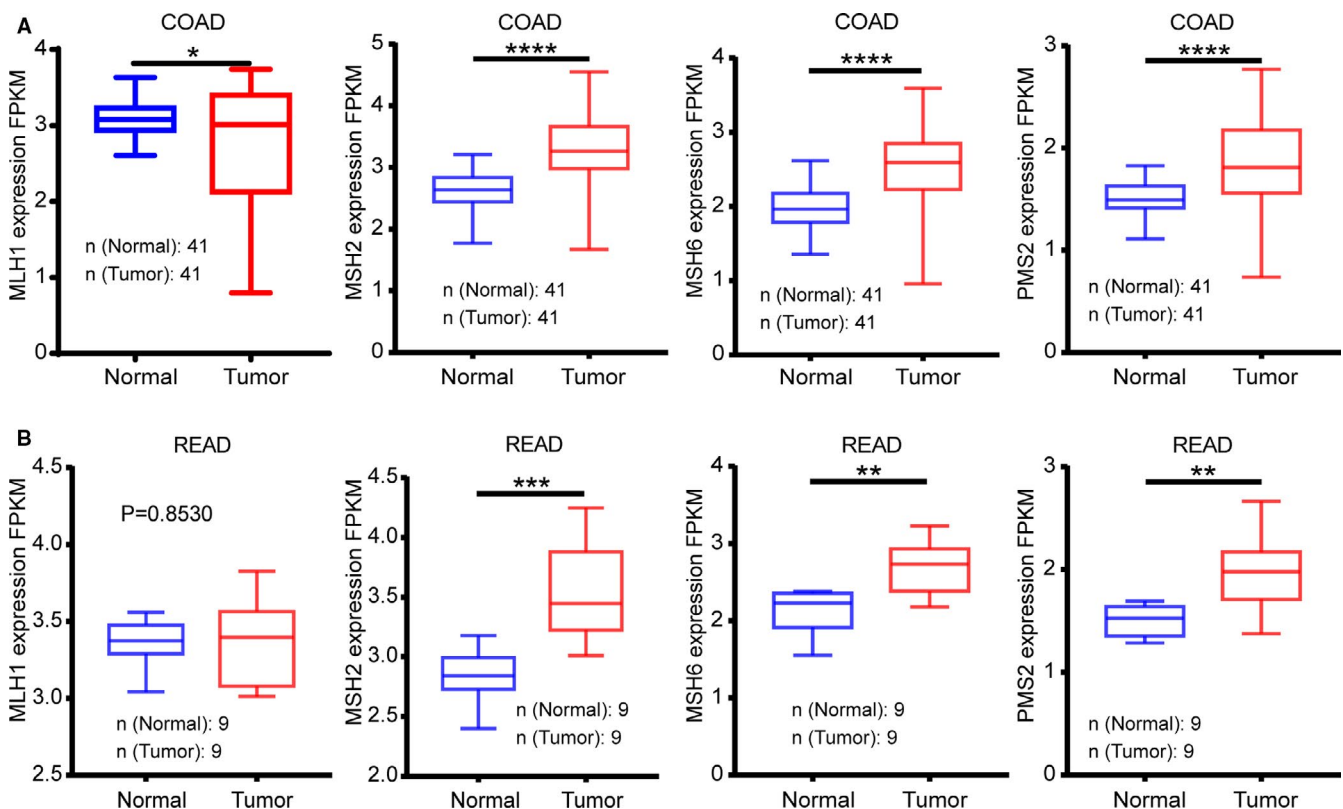 A
COAD
*
MLH1 expression FPKM
4
3
2
1
0
n (Normal): 41
n (Tumor): 41
Normal
Tumor
COAD
****
MSH2 expression FPKM
5
4
3
2
1
0
n (Normal): 41
n (Tumor): 41
Normal
Tumor
COAD
****
MSH6 expression FPKM
4
3
2
1
0
n (Normal): 41
n (Tumor): 41
Normal
Tumor
COAD
****
PMS2 expression FPKM
3
2
1
0
n (Normal): 41
n (Tumor): 41
Normal
Tumor
B
READ
MLH1 expression FPKM
4.5
4.0
3.5
3.0
2.5
P=0.8530
n (Normal): 9
n (Tumor): 9
Normal
Tumor
READ
***
MSH2 expression FPKM
4.5
4.0
3.5
3.0
2.5
2.0
n (Normal): 9
n (Tumor): 9
Normal
Tumor
READ
**
MSH6 expression FPKM
4
3
2
1
0
n (Normal): 9
n (Tumor): 9
Normal
Tumor
READ
**
PMS2 expression FPKM
3
2
1
0
n (Normal): 9
n (Tumor): 9
Normal
Tumor